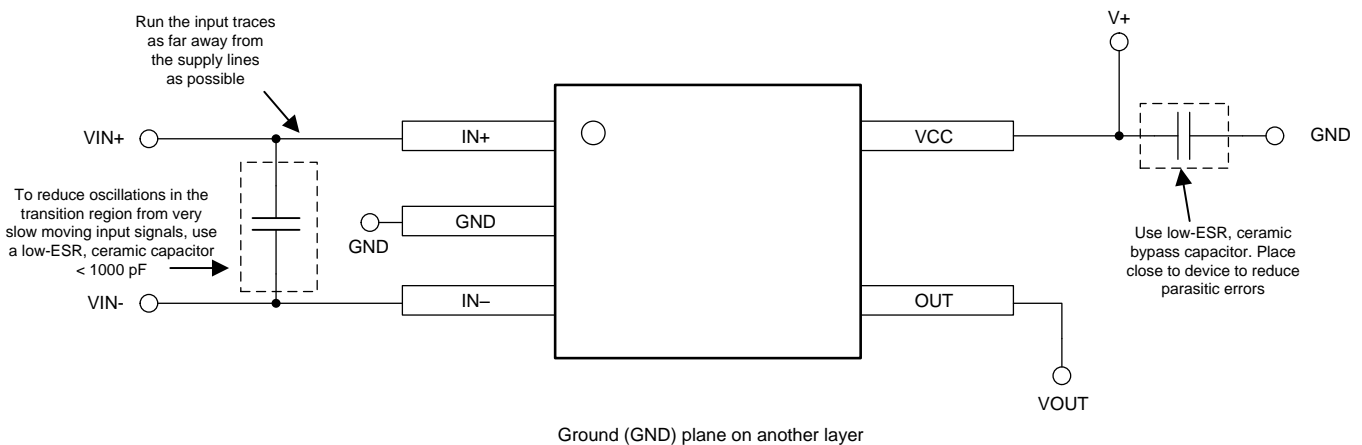 Run the input traces
as far away from
the supply lines
as possible
V+
VIN+
IN+
VCC
GND
To reduce oscillations in the
transition region from very
slow moving input signals, use
a low-ESR, ceramic capacitor
< 1000 pF
GND
GND
Use low-ESR, ceramic
bypass capacitor. Place
close to device to reduce
parasitic errors
VIN-
IN–
OUT
VOUT
Ground (GND) plane on another layer